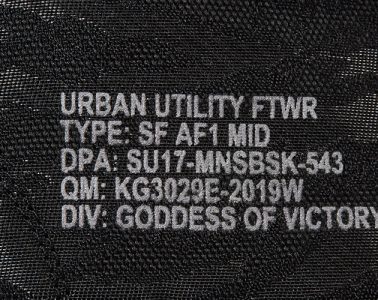 URBAN UTILITY FTWR
TYPE: SF AF1 MID
DPA: SU17-MNSBSK-543
QM: KG3029E-2019W
DIV: GODDESS OF VICTORY